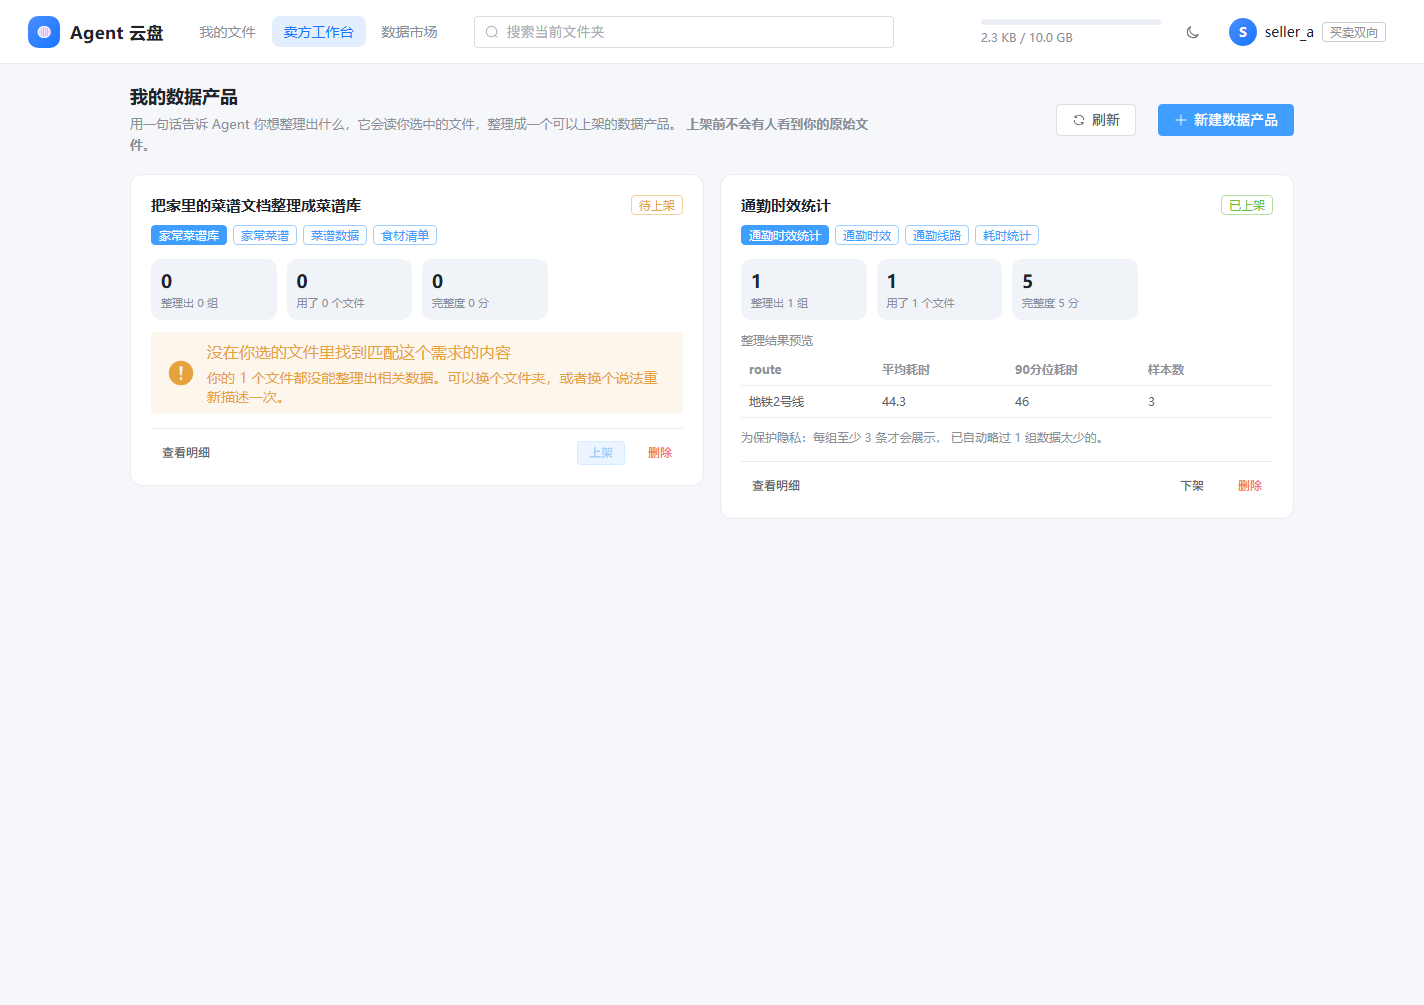 Agent 云盘
我的文件
卖方工作台
数据市场
搜索当前文件夹
2.3 KB / 10.0 GB
S
seller_a
买卖双向
我的数据产品
用一句话告诉 Agent 你想整理出什么，它会读你选中的文件，整理成一个可以上架的数据产品。 上架前不会有人看到你的原始文
件。
刷新
新建数据产品
把家里的菜谱文档整理成菜谱库
待上架
家常菜谱库
家常菜谱
菜谱数据
食材清单
0
整理出 0 组
0
用了 0 个文件
0
完整度 0 分
没在你选的文件里找到匹配这个需求的内容
你的 1 个文件都没能整理出相关数据。可以换个文件夹，或者换个说法重
新描述一次。
查看明细
上架
删除
通勤时效统计
已上架
通勤时效统计
通勤时效
通勤线路
耗时统计
1
整理出 1 组
1
用了 1 个文件
5
完整度 5 分
整理结果预览
route 平均耗时 90分位耗时 样本数
地铁2号线 44.3 46 3
为保护隐私：每组至少 3 条才会展示， 已自动略过 1 组数据太少的。
查看明细
下架
删除